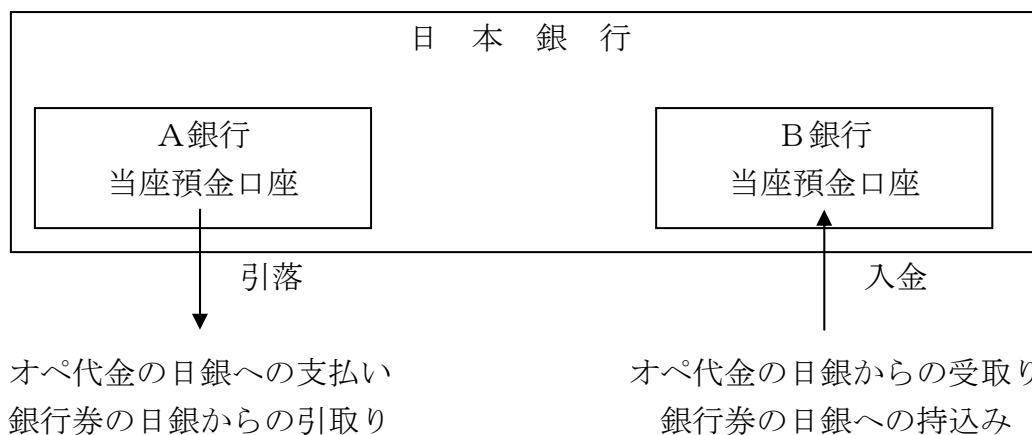 日 本 銀 行
A銀行
当座預金口座
B銀行
当座預金口座
引落
入金
オペ代金の日銀への支払い
銀行券の日銀からの引取り
オペ代金の日銀からの受取り
銀行券の日銀への持込み